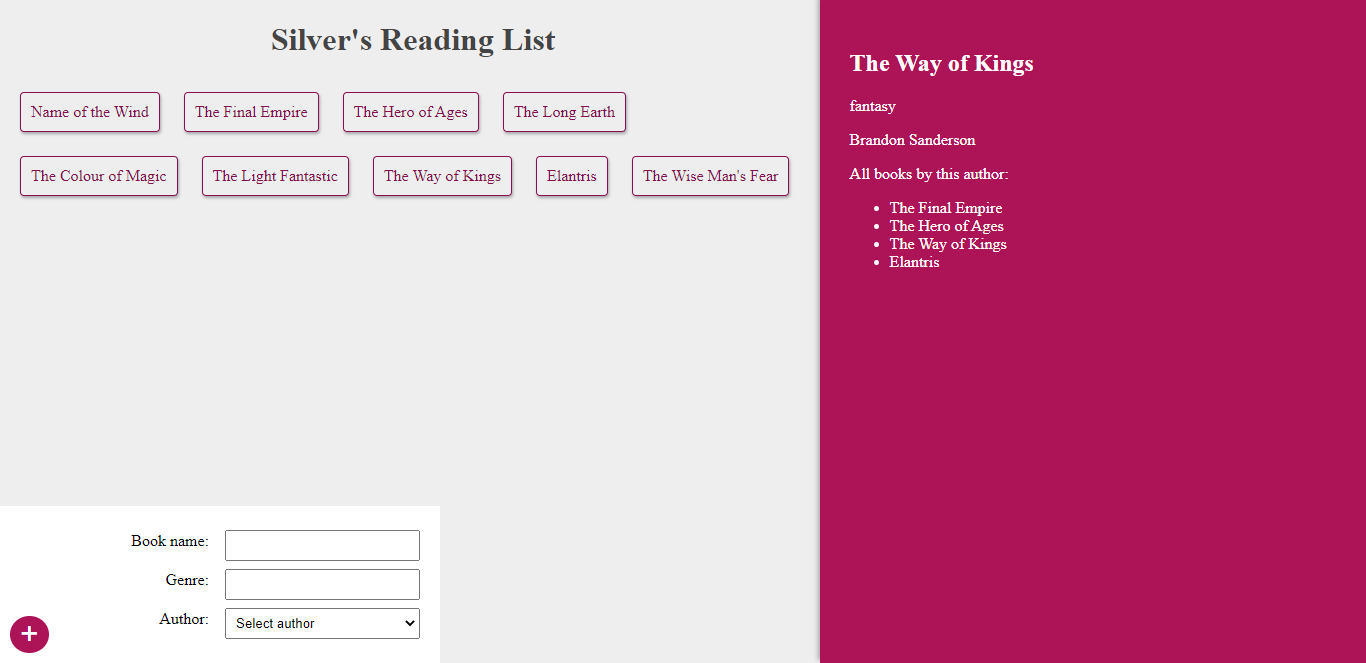 Silver's Reading List
Name of the Wind The Final Empire The Hero of Ages The Long Earth
The Colour of Magic The Light Fantastic The Way of Kings Elantris The Wise Man's Fear
Book name:
Genre:
Author: Select author
+
The Way of Kings
fantasy
Brandon Sanderson
All books by this author:
• The Final Empire
• The Hero of Ages
• The Way of Kings
• Elantris